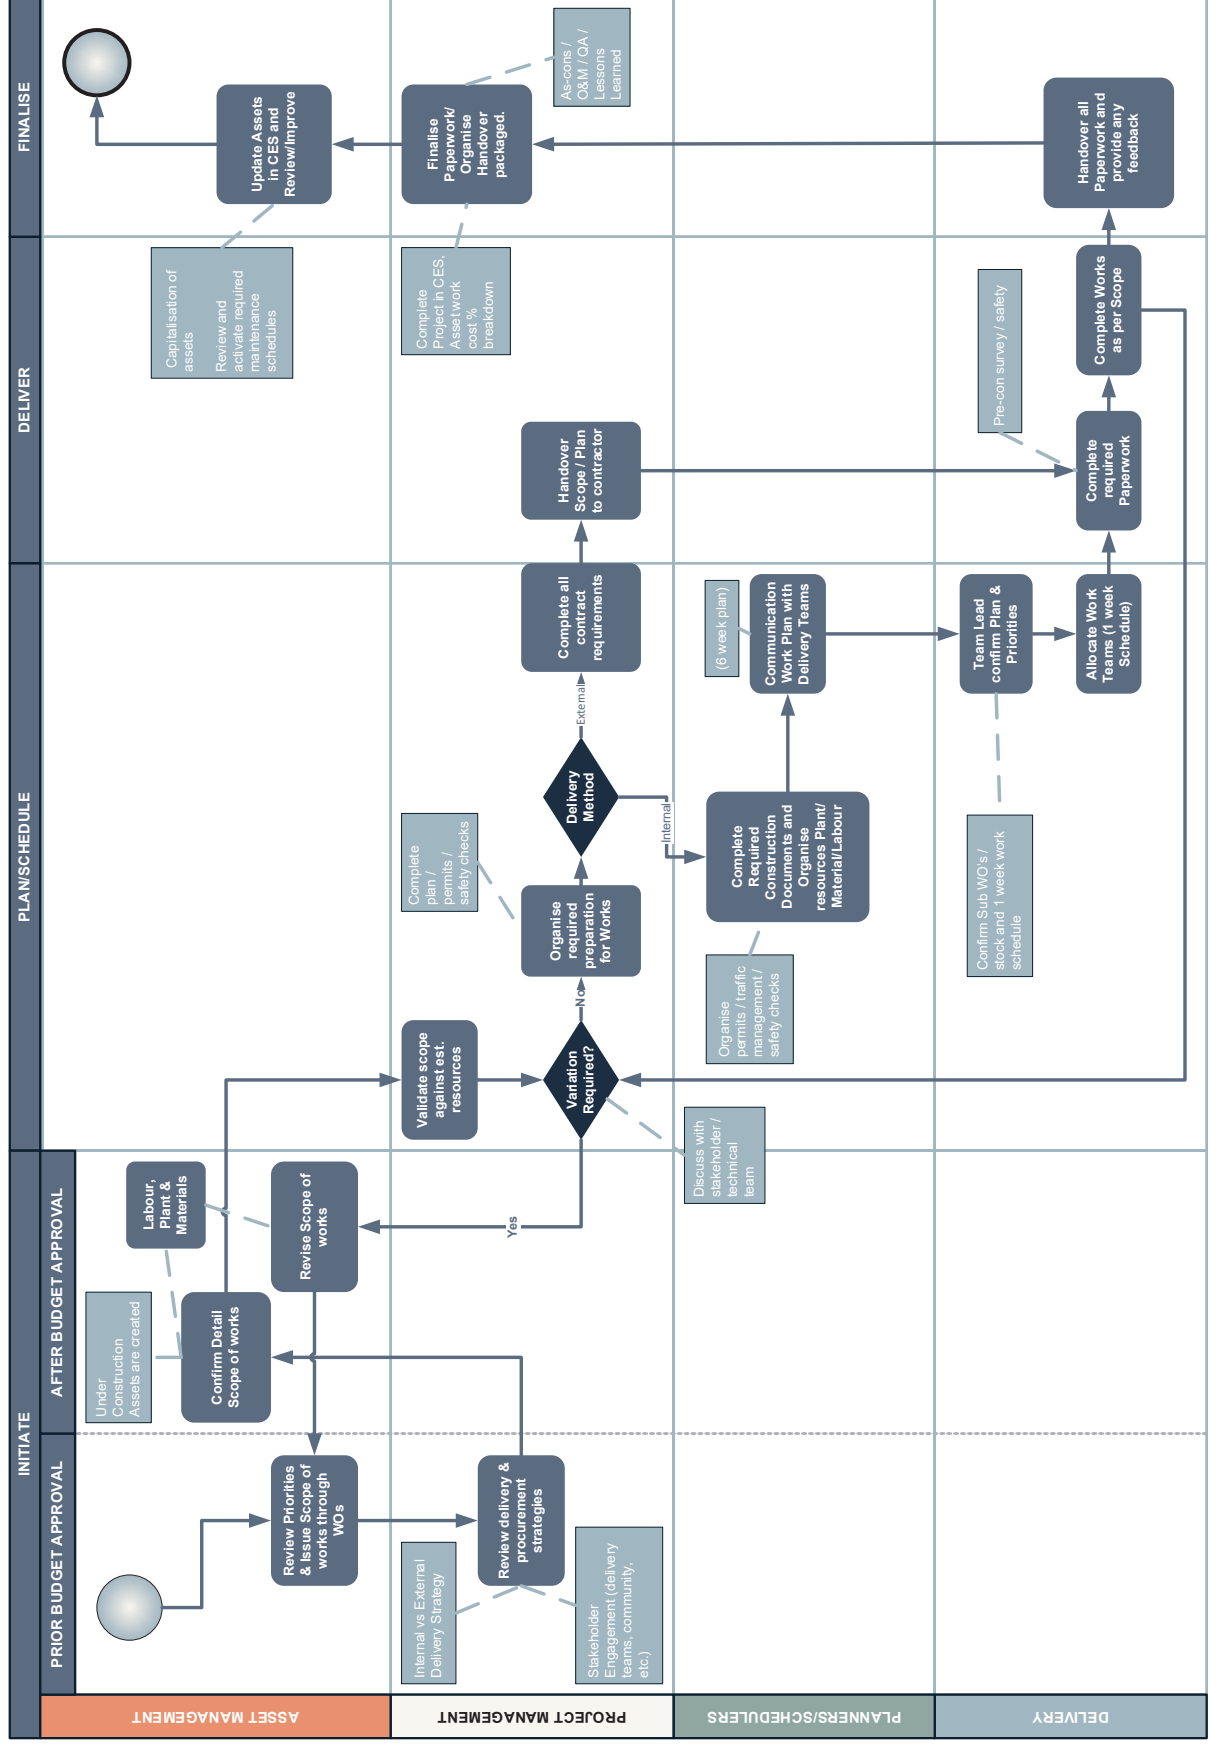 INITIATE
PLAN/SCHEDULE
DELIVER
FINALISE
PRIOR BUDGET APPROVAL
AFTER BUDGET APPROVAL
ASSET MANAGEMENT
Review Priorities
& Issue Scope of
works through
WOs
Under
Construction
Assets are created
Confirm Detail
Scope of works
Labour,
Plant &
Materials
Revise Scope of
works
Capitalisation of
assets
Review and
activate required
maintenance
schedules
Update Assets
in CES and
Review/Improve
PROJECT MANAGEMENT
Internal vs External
Delivery Strategy
Review delivery &
procurement
strategies
Stakeholder
Engagement (delivery
teams, community,
etc.)
Yes
Validate scope
against est.
resources
Variation
Required?
No
Discuss with
stakeholder /
technical
team
Organise
required
preparation
for Works
Complete
plan /
permits /
safety checks
Delivery
Method
External
Internal
Complete all
contract
requirements
Handover
Scope / Plan
to contractor
Complete
Project in CES,
Asset work
cost %
breakdown
Finalise
Paperwork/
Organise
Handover
packaged.
As-cons /
O&M / QA /
Lessons
Learned
PLANNERS/SCHEDULERS
Organise
permits / traffic
management /
safety checks
Complete
Required
Construction
Documents and
Organise
resources Plant/
Material/Labour
(6 week plan)
Communication
Work Plan with
Delivery Teams
DELIVERY
Confirm Sub WO's /
stock and 1 week work
schedule
Team Lead
confirm Plan &
Priorities
Allocate Work
Teams (1 week
Schedule)
Pre-con survey / safety
Complete
required
Paperwork
Complete Works
as per Scope
Handover all
Paperwork and
provide any
feedback